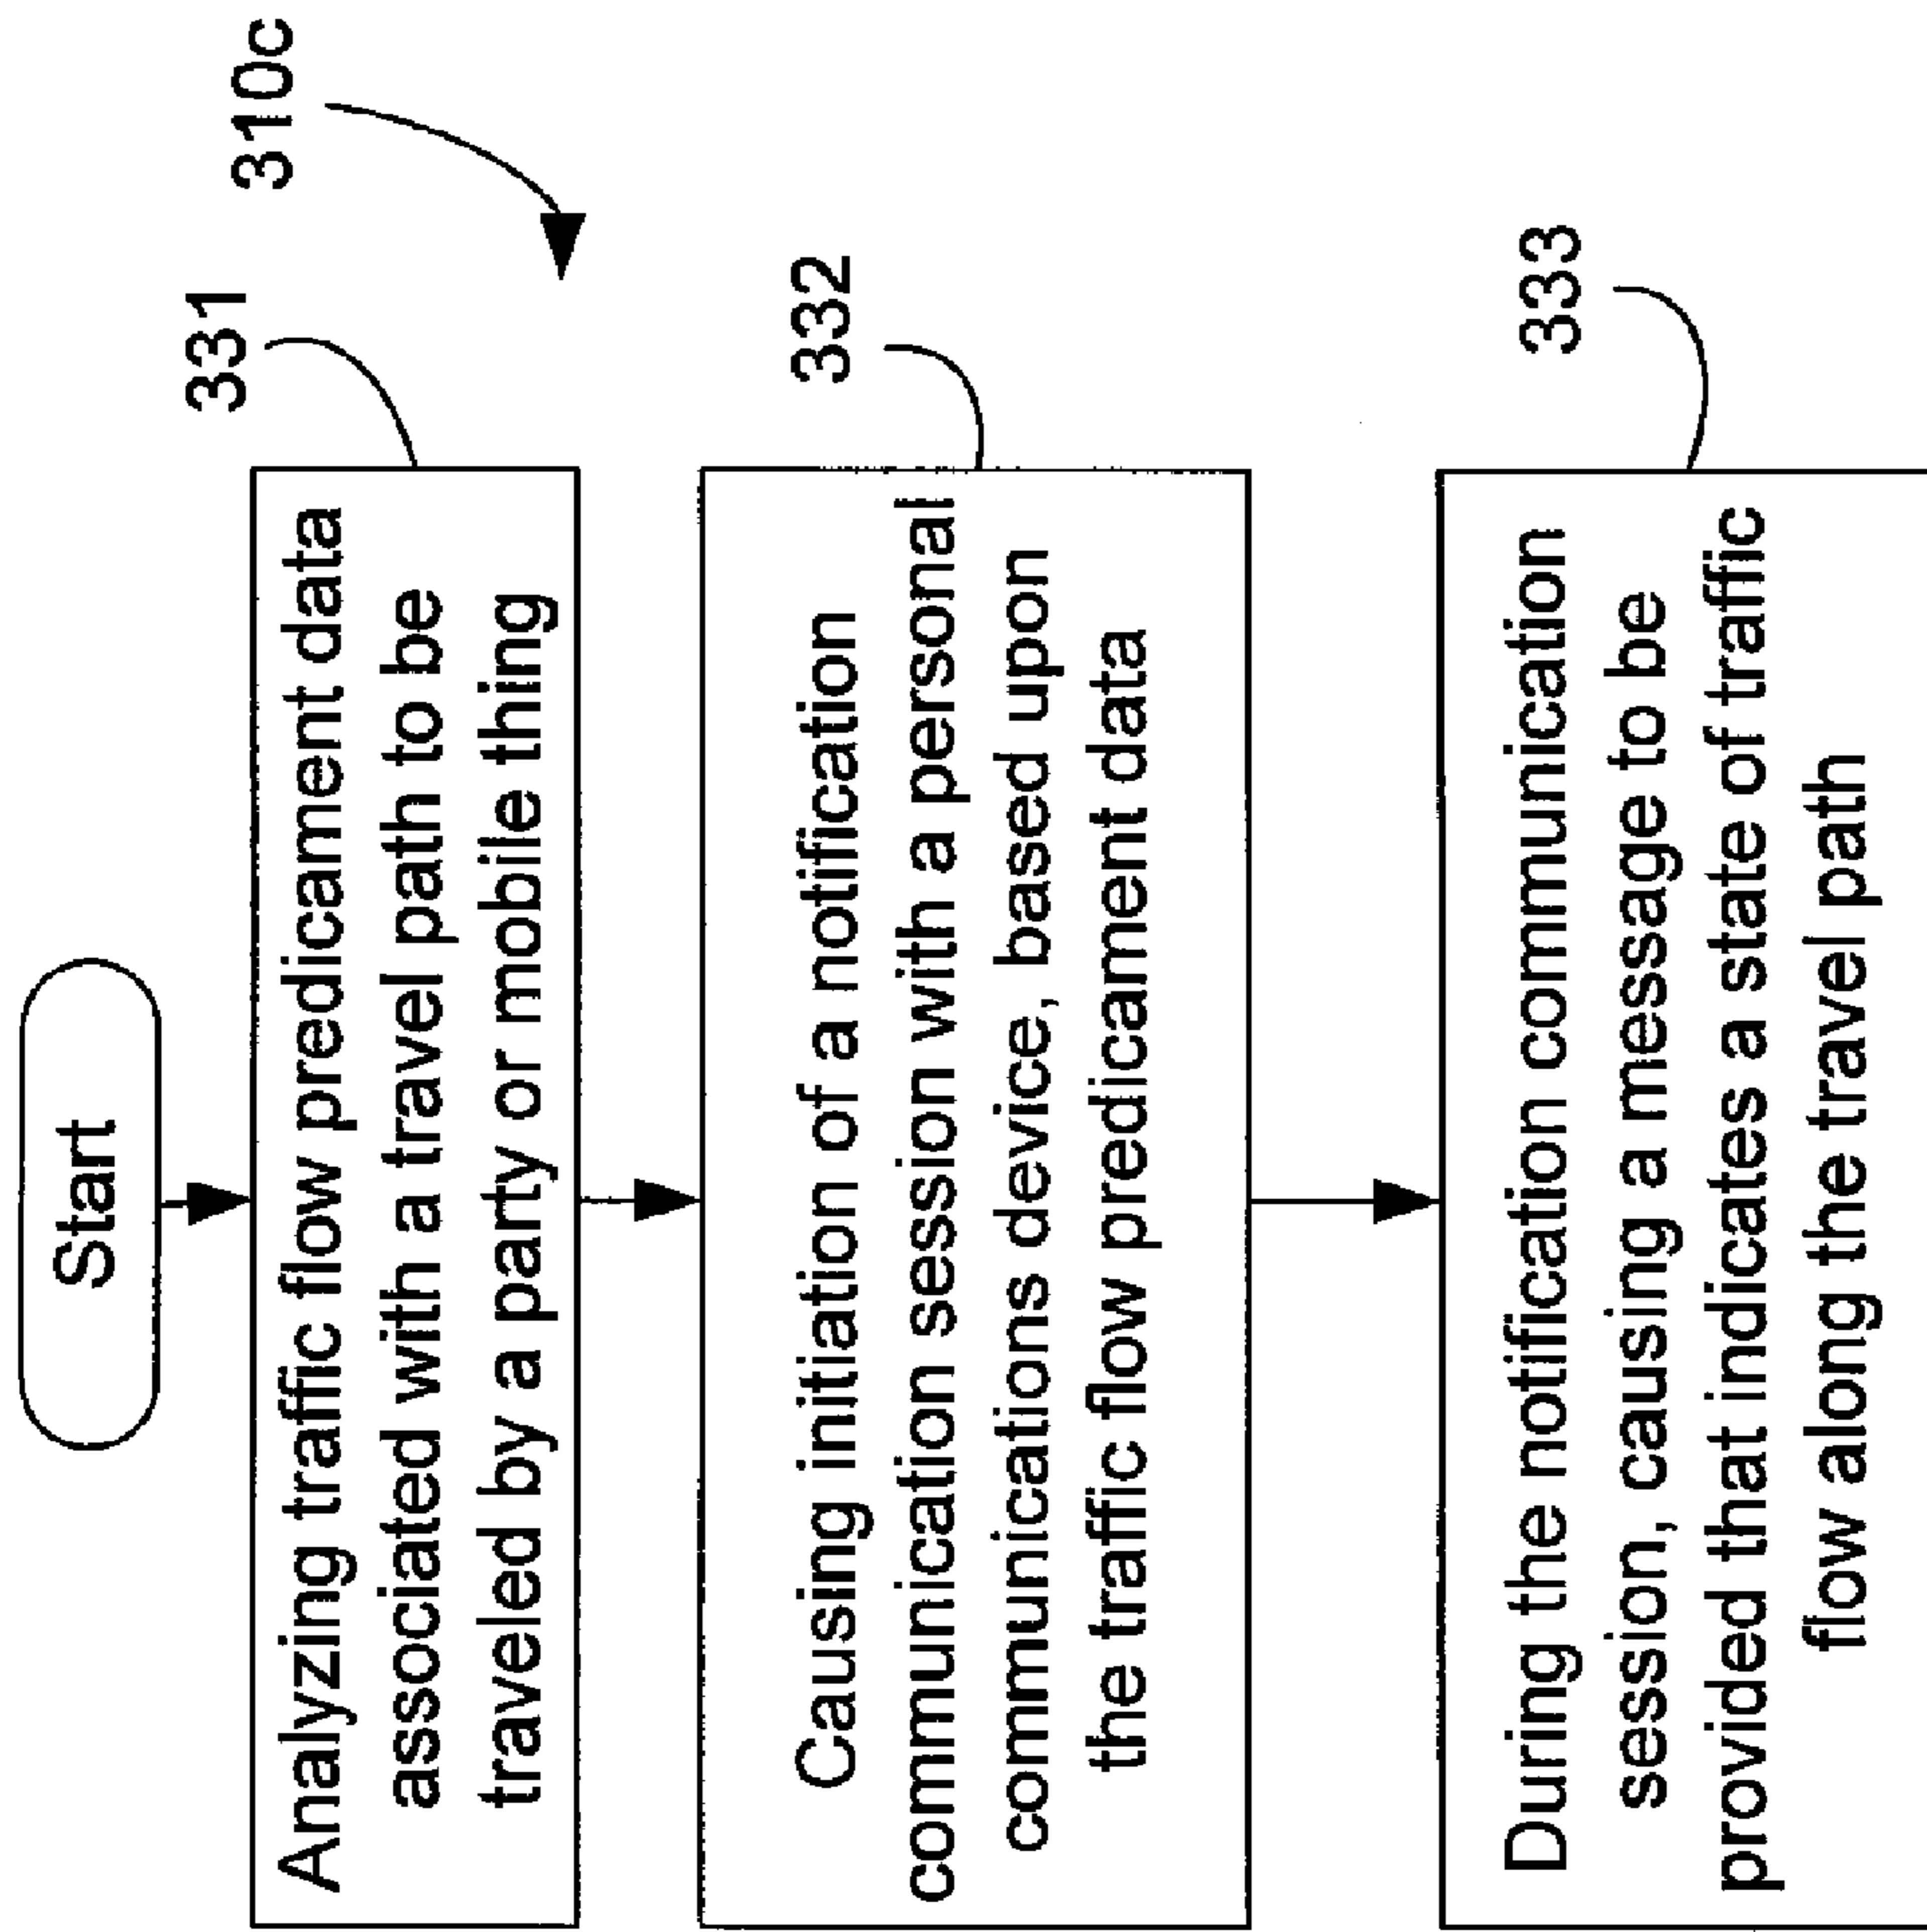 Start
310c
331
Analyzing traffic flow predicament data
associated with a travel path to be
traveled by a party or mobile thing
332
Causing initiation of a notification
communication session with a personal
communications device, based upon
the traffic flow predicament data
333
During the notification communication
session, causing a message to be
provided that indicates a state of traffic
flow along the travel path